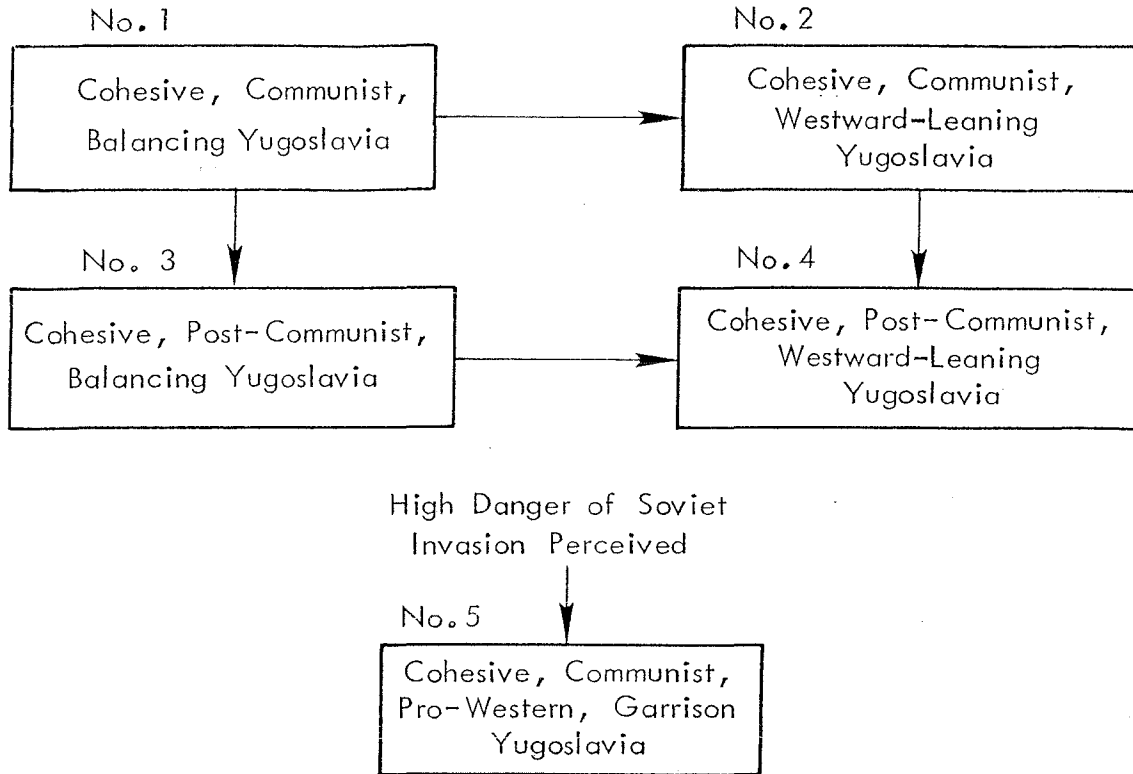 No.1
Cohesive, Communist,
Balancing Yugoslavia
No.2
Cohesive, Communist,
Westward-Leaning
Yugoslavia
No. 3
Cohesive, Post-Communist,
Balancing Yugoslavia
No.4
Cohesive, Post-Communist,
Westward-Leaning
Yugoslavia
High Danger of Soviet
Invasion Perceived
No.5
Cohesive, Communist,
Pro-Western, Garrison
Yugoslavia